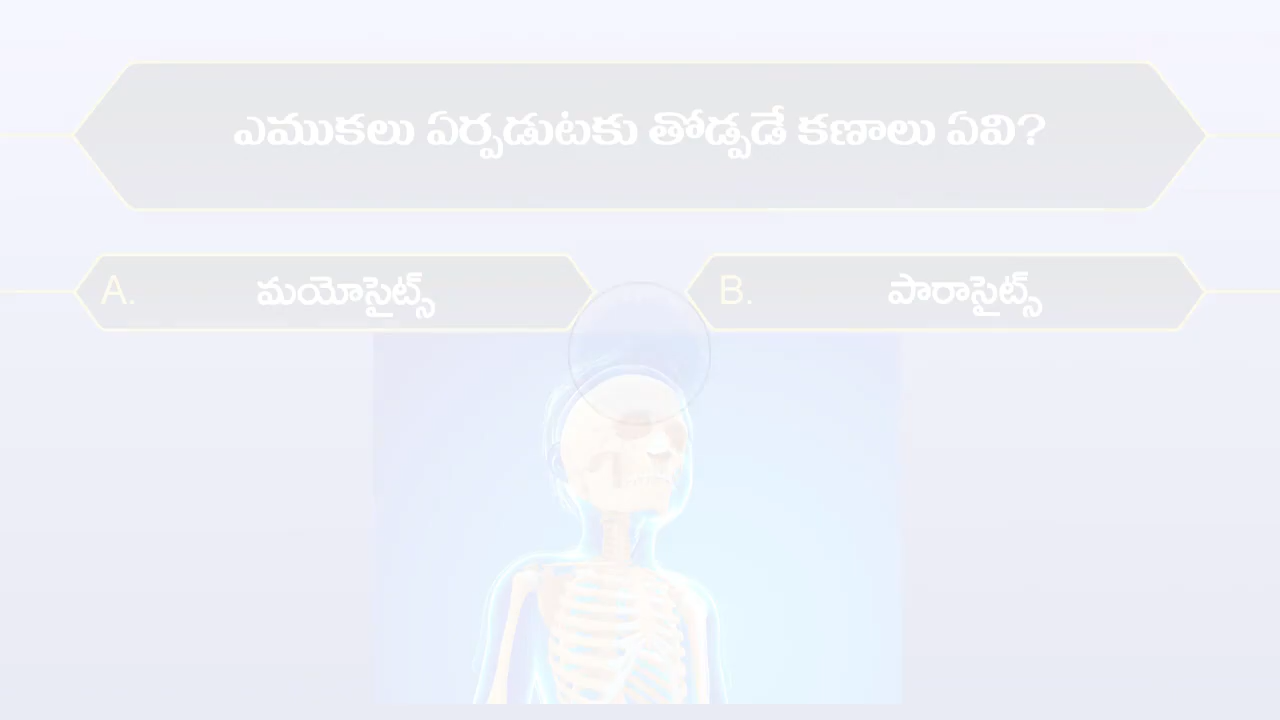 ఎముకలు ఏర్పడుటకు తోడ్పడే కణాలు ఏవి?
A. మయోసైట్స్
B. పారాసైట్స్